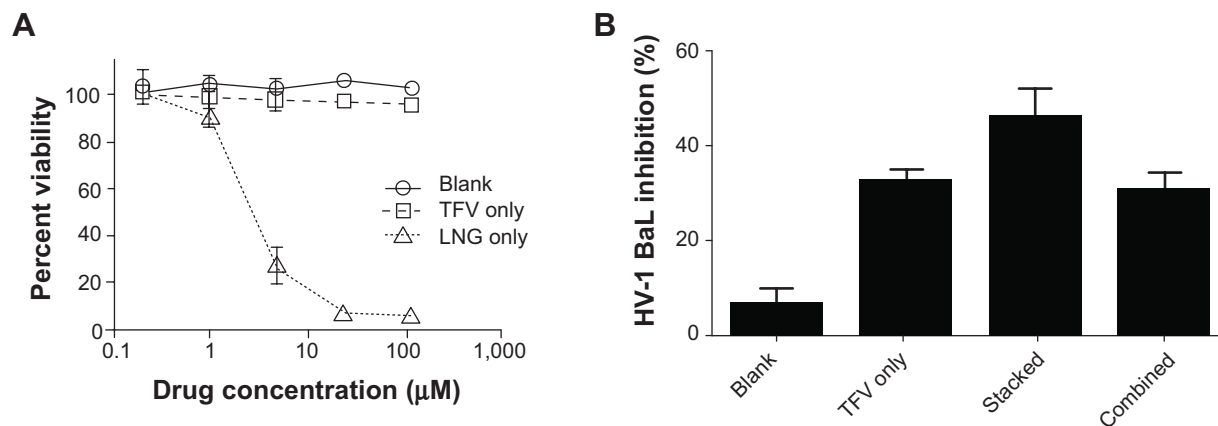 A
Percent viability
100
80
60
40
20
0
0.1
1
10
100
1,000
Drug concentration (μM)
Blank
TFV only
LNG only
B
HV-1 BaL inhibition (%)
60
40
20
0
Blank
TFV only
Stacked
Combined